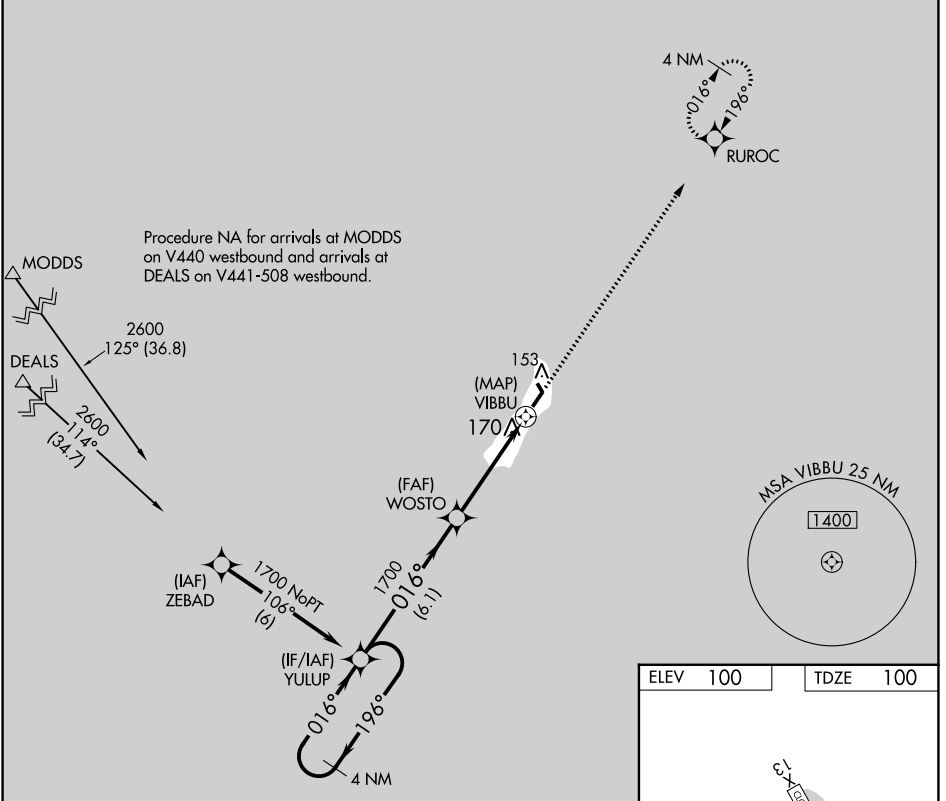 4 NM
016°
196°
RUROC
Procedure NA for arrivals at MODDS
on V440 westbound and arrivals at
DEALS on V441-508 westbound.
MODDS
2600
125° (36.8)
DEALS
2600
114°
(34.7)
153
(MAP)
VIBBU
170
(FAF)
WOSTO
MSA VIBBU 25 NM
1400
(IAF)
ZEBAD
1700 NoPT
106°
(6)
1700
016°
(6.1)
(IF/IAF)
YULUP
016°
196°
4 NM
ELEV 100
TDZE 100
13